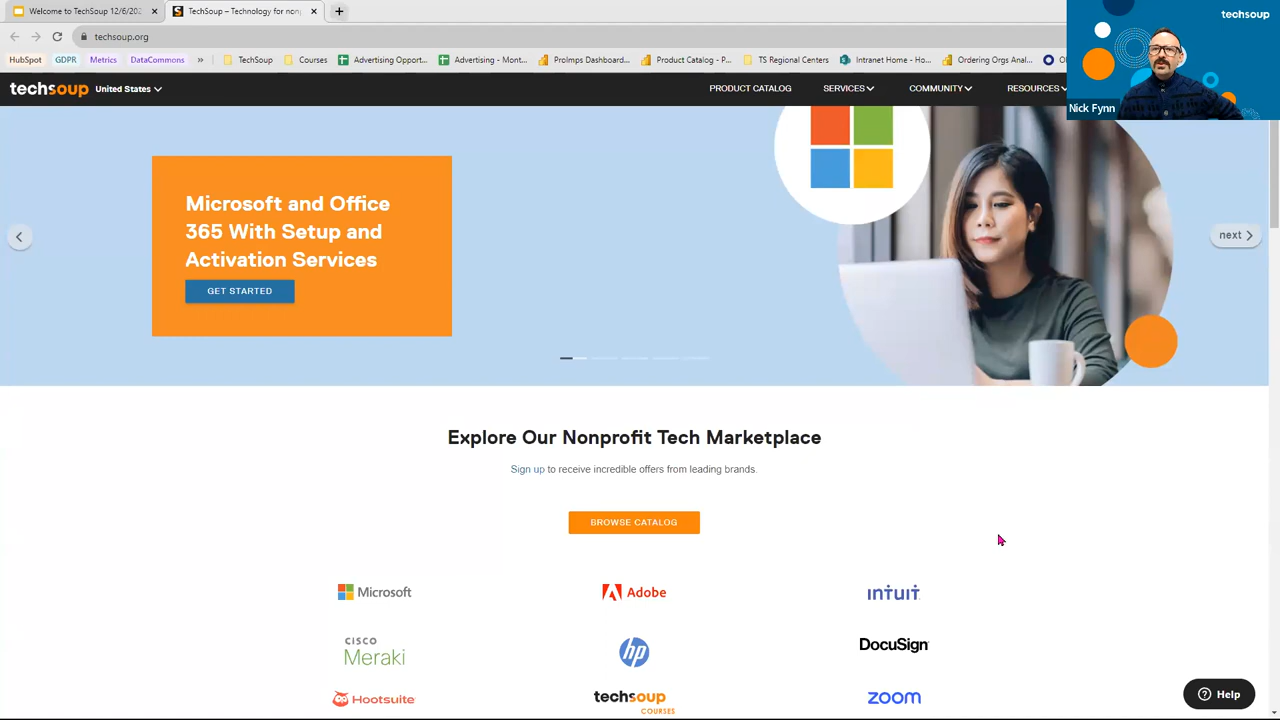 Welcome to TechSoup 12/6/202
TechSoup – Technology for non
techsoup.org
HubSpot
GDPR
Metrics
DataCommons
»
TechSoup
Courses
Advertising Opport...
Advertising - Mont...
ProImps Dashboard...
Product Catalog - P...
TS Regional Centers
Intranet Home - Ho...
Ordering Orgs Anal...
techsoup
Nick Fynn
techsoup
United States
PRODUCT CATALOG
SERVICES
COMMUNITY
RESOURCES
Microsoft and Office
365 With Setup and
Activation Services
GET STARTED
next
Explore Our Nonprofit Tech Marketplace
Sign up to receive incredible offers from leading brands.
BROWSE CATALOG
Microsoft
Adobe
INTUIT
CISCO
Meraki
hp
DocuSign
Hootsuite
techsoup
COURSES
zoom
Help